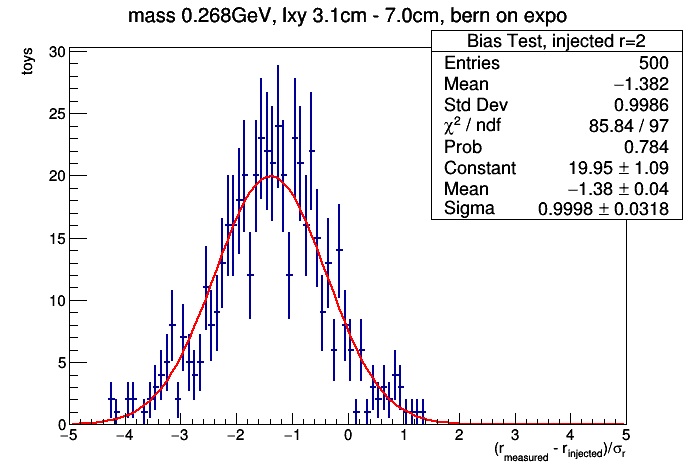 mass 0.268GeV, lxy 3.1cm - 7.0cm, bern on expo
toys
Bias Test, injected r=2
Entries 500
Mean −1.382
Std Dev 0.9986
χ² / ndf 85.84 / 97
Prob 0.784
Constant 19.95 ± 1.09
Mean −1.38 ± 0.04
Sigma 0.9998 ± 0.0318
30
25
20
15
10
5
0
−5 −4 −3 −2 −1 0 1 2 3 4 5
(r_measured - r_injected)/σ_r